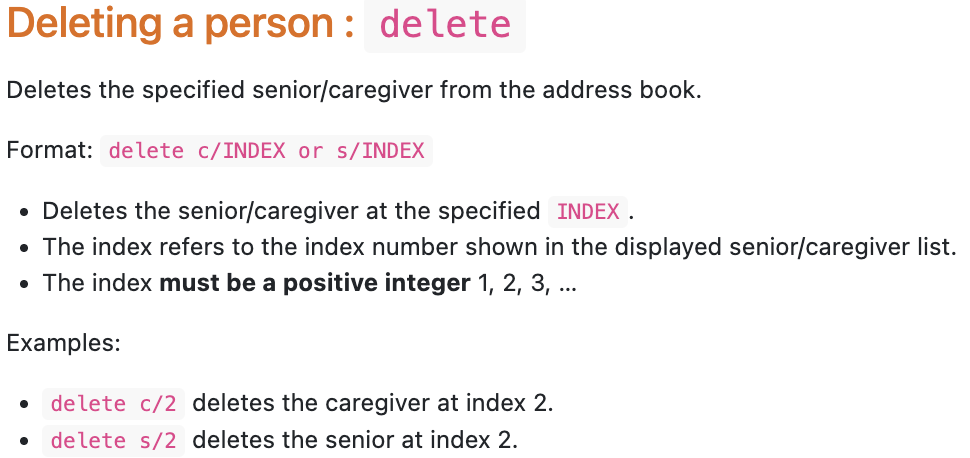 Deleting a person : delete
Deletes the specified senior/caregiver from the address book.
Format: delete c/INDEX or s/INDEX
• Deletes the senior/caregiver at the specified INDEX.
• The index refers to the index number shown in the displayed senior/caregiver list.
• The index must be a positive integer 1, 2, 3, …
Examples:
• delete c/2 deletes the caregiver at index 2.
• delete s/2 deletes the senior at index 2.